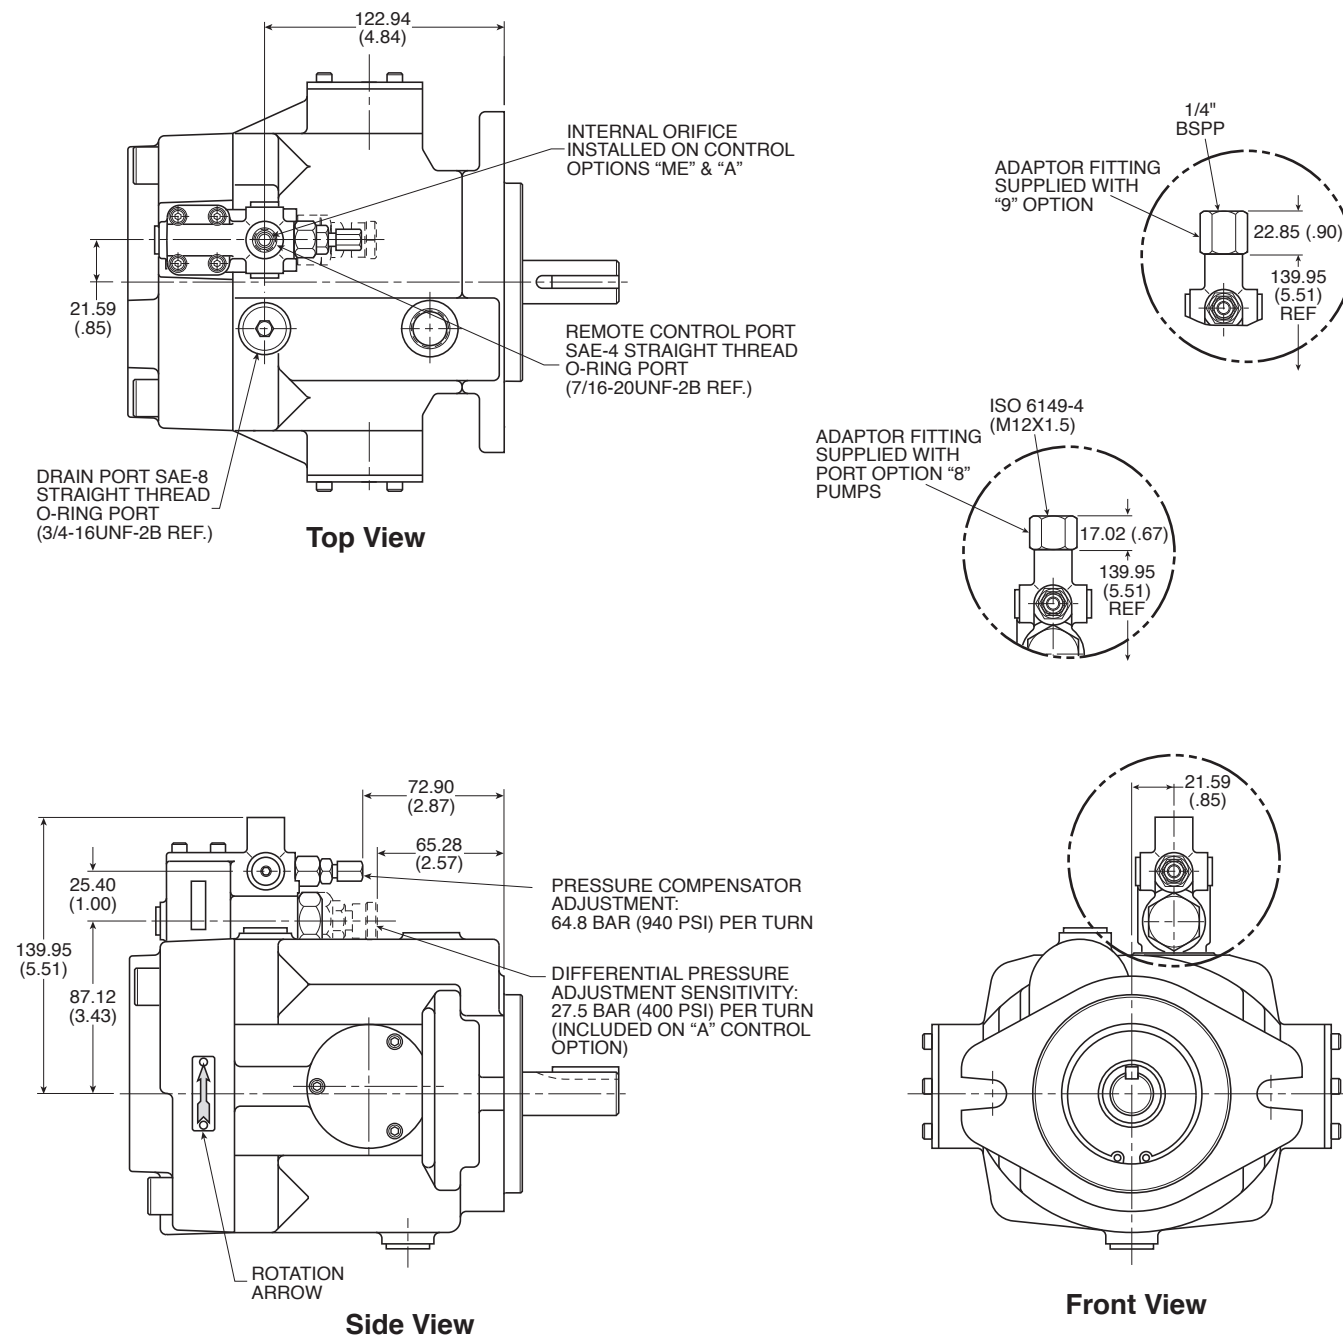 122.94
(4.84)
INTERNAL ORIFICE
INSTALLED ON CONTROL
OPTIONS “ME” & “A”
21.59
(.85)
REMOTE CONTROL PORT
SAE-4 STRAIGHT THREAD
O-RING PORT
(7/16-20UNF-2B REF.)
DRAIN PORT SAE-8
STRAIGHT THREAD
O-RING PORT
(3/4-16UNF-2B REF.)
Top View
1/4"
BSPP
ADAPTOR FITTING
SUPPLIED WITH
“9” OPTION
22.85 (.90)
139.95
(5.51)
REF
ISO 6149-4
(M12X1.5)
ADAPTOR FITTING
SUPPLIED WITH
PORT OPTION “8”
PUMPS
17.02 (.67)
139.95
(5.51)
REF
72.90
(2.87)
65.28
(2.57)
25.40
(1.00)
139.95
(5.51)
87.12
(3.43)
PRESSURE COMPENSATOR
ADJUSTMENT:
64.8 BAR (940 PSI) PER TURN
DIFFERENTIAL PRESSURE
ADJUSTMENT SENSITIVITY:
27.5 BAR (400 PSI) PER TURN
(INCLUDED ON “A” CONTROL
OPTION)
ROTATION
ARROW
Side View
21.59
(.85)
Front View